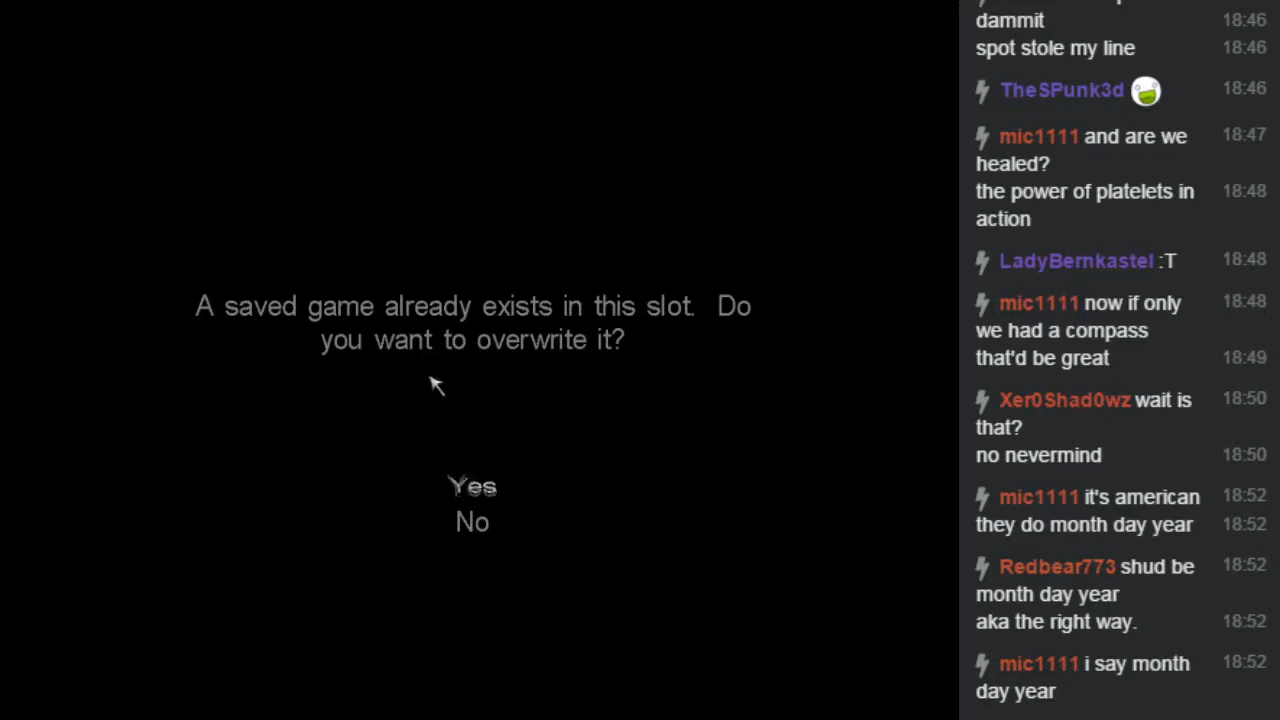 A saved game already exists in this slot. Do
you want to overwrite it?
Yes
No
dammit 18:46
spot stole my line 18:46
TheSPunk3d 18:46
mic1111 and are we 18:47
healed?
the power of platelets in 18:48
action
LadyBernkastel :T 18:48
mic1111 now if only 18:48
we had a compass
that'd be great 18:49
Xer0Shad0wz wait is 18:50
that?
no nevermind 18:50
mic1111 it's american 18:52
they do month day year 18:52
Redbear773 shud be 18:52
month day year
aka the right way. 18:52
mic1111 i say month 18:52
day year